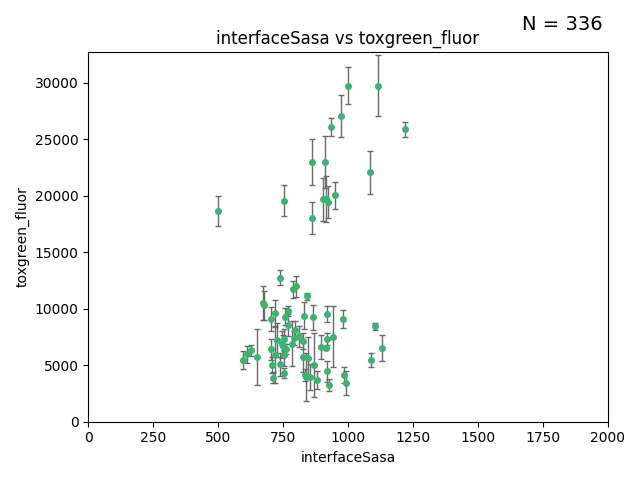 N = 336
interfaceSasa vs toxgreen_fluor
toxgreen_fluor
30000
25000
20000
15000
10000
5000
0
0 250 500 750 1000 1250 1500 1750 2000
interfaceSasa